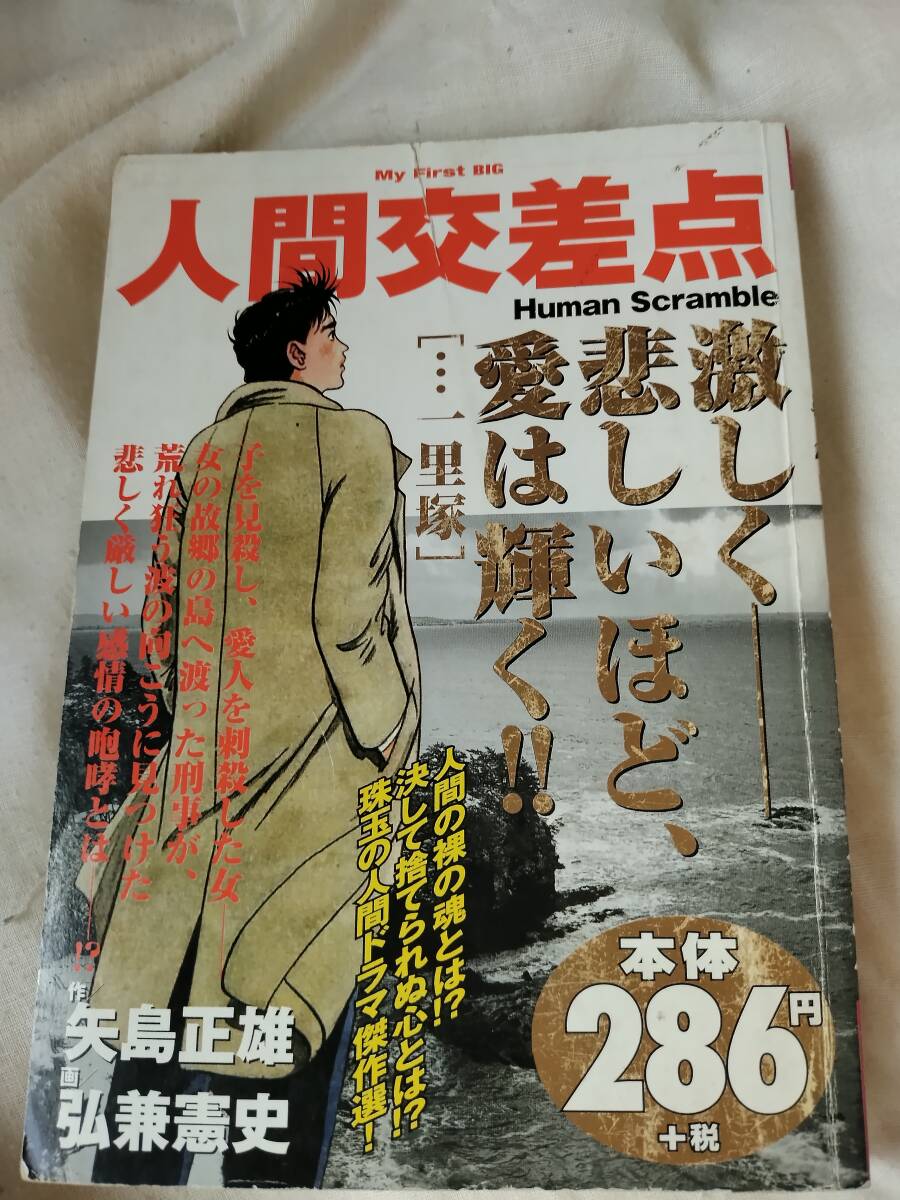 My First BIG
人間交差点
Human Scramble
激しく――
悲しいほど、
愛は輝く!!
[…一里塚]
子を見殺し、愛人を刺殺した女――
女の故郷の島へ渡った刑事が、
荒れ狂う波の向こうに見つけた
悲しく厳しい感情の咆哮とは――!?
人間の裸の魂とは!?
決して捨てられぬ心とは!?
珠玉の人間ドラマ傑作選!
作
矢島正雄
画
弘兼憲史
本体
286円
+税